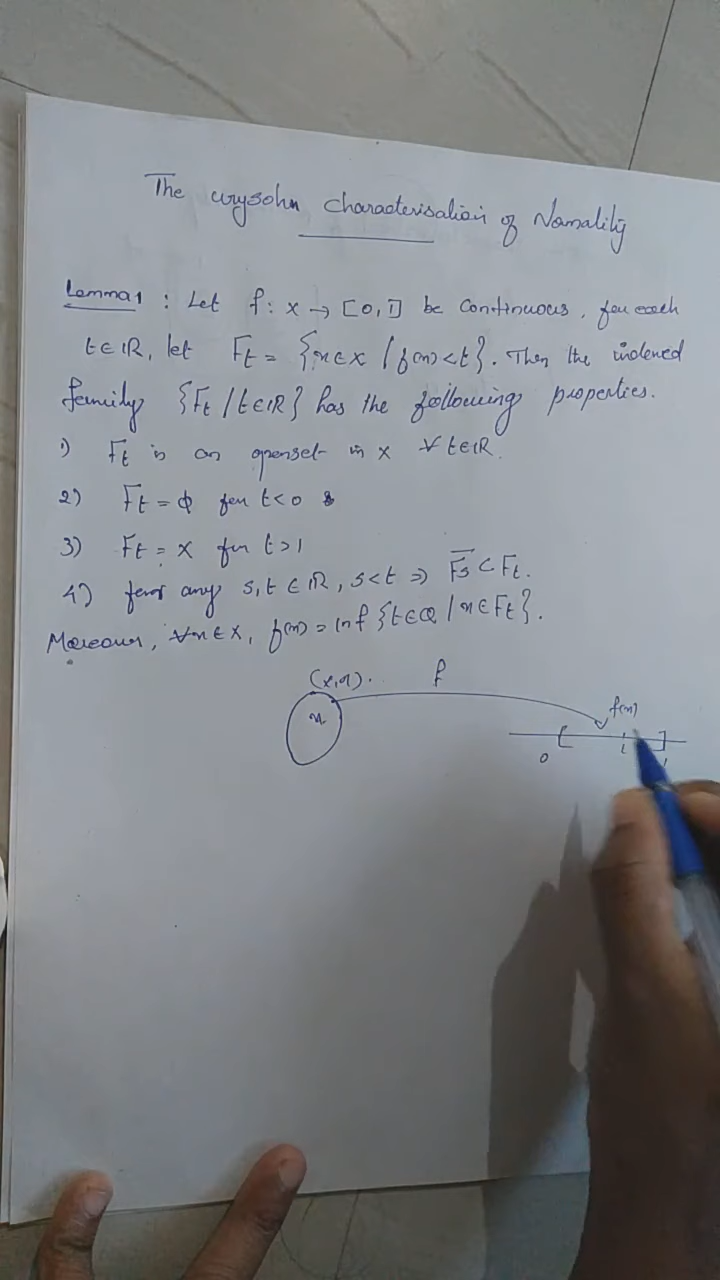 The urysohn characterisation of Normality
Lemma 1 : Let f: x → [0,1] be continuous, for each
t∈ℝ, let Ft = {x∈X / f(x)<t}. Then the indexed
family {Ft / t∈ℝ} has the following properties.
1) Ft is an openset in x ∀ t∈ℝ.
2) Ft = ϕ for t<0
3) Ft = X for t>1
4) for any s,t ∈ ℝ, s<t ⇒ F̅s ⊂ Ft.
Moreover, ∀x∈X, f(x) = inf {t∈Q / x∈Ft}.
f
f(x)
x
0